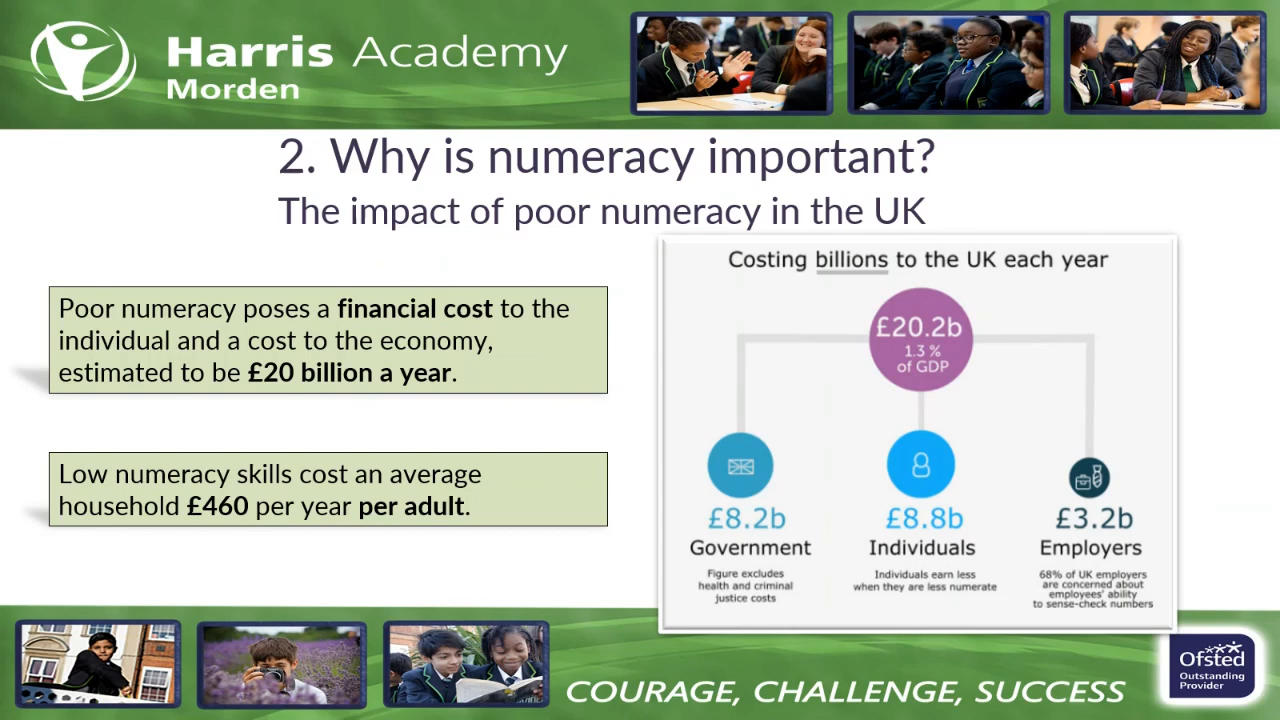 Harris Academy
Morden
2. Why is numeracy important?
The impact of poor numeracy in the UK
Poor numeracy poses a financial cost to the
individual and a cost to the economy,
estimated to be £20 billion a year.
Low numeracy skills cost an average
household £460 per year per adult.
Costing billions to the UK each year
£20.2b
1.3 %
of GDP
£8.2b
Government
Figure excludes
health and criminal
justice costs
£8.8b
Individuals
Individuals earn less
when they are less numerate
£3.2b
Employers
68% of UK employers
are concerned about
employees' ability
to sense-check numbers
COURAGE, CHALLENGE, SUCCESS
Ofsted
Outstanding
Provider